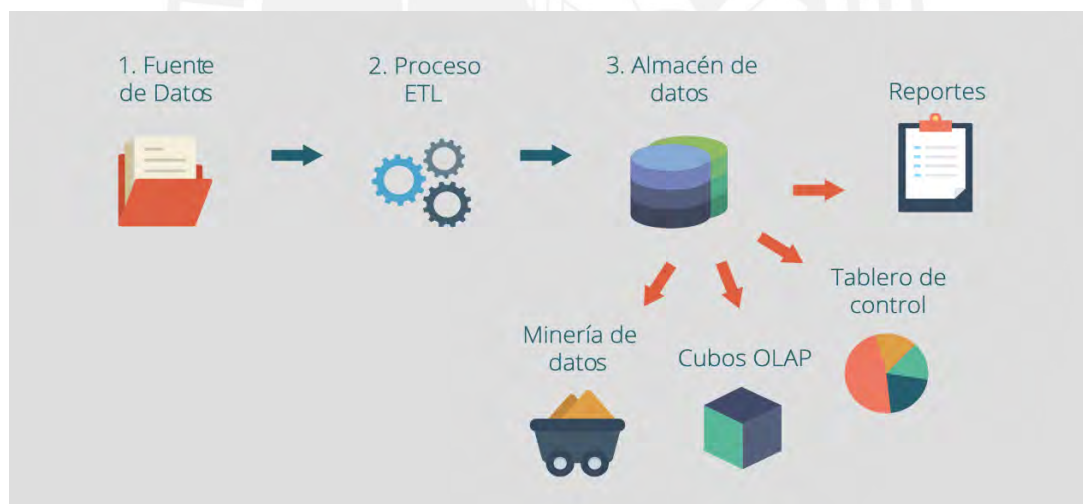 1. Fuente
de Datos
2. Proceso
ETL
3. Almacén de
datos
Reportes
Tablero de
control
Minería de
datos
Cubos OLAP